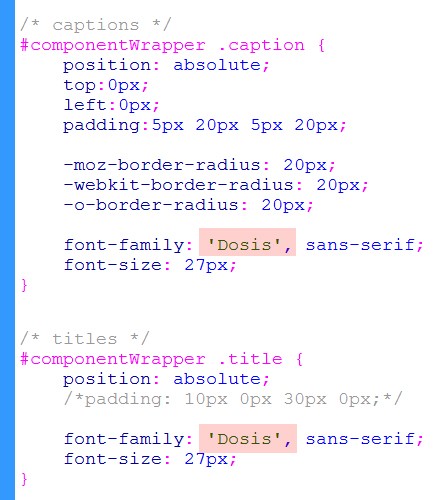 /* captions */
#componentWrapper .caption {
position: absolute;
top:0px;
left:0px;
padding:5px 20px 5px 20px;
-moz-border-radius: 20px;
-webkit-border-radius: 20px;
-o-border-radius: 20px;
font-family: 'Dosis', sans-serif;
font-size: 27px;
}
/* titles */
#componentWrapper .title {
position: absolute;
/*padding: 10px 0px 30px 0px;*/
font-family: 'Dosis', sans-serif;
font-size: 27px;
}